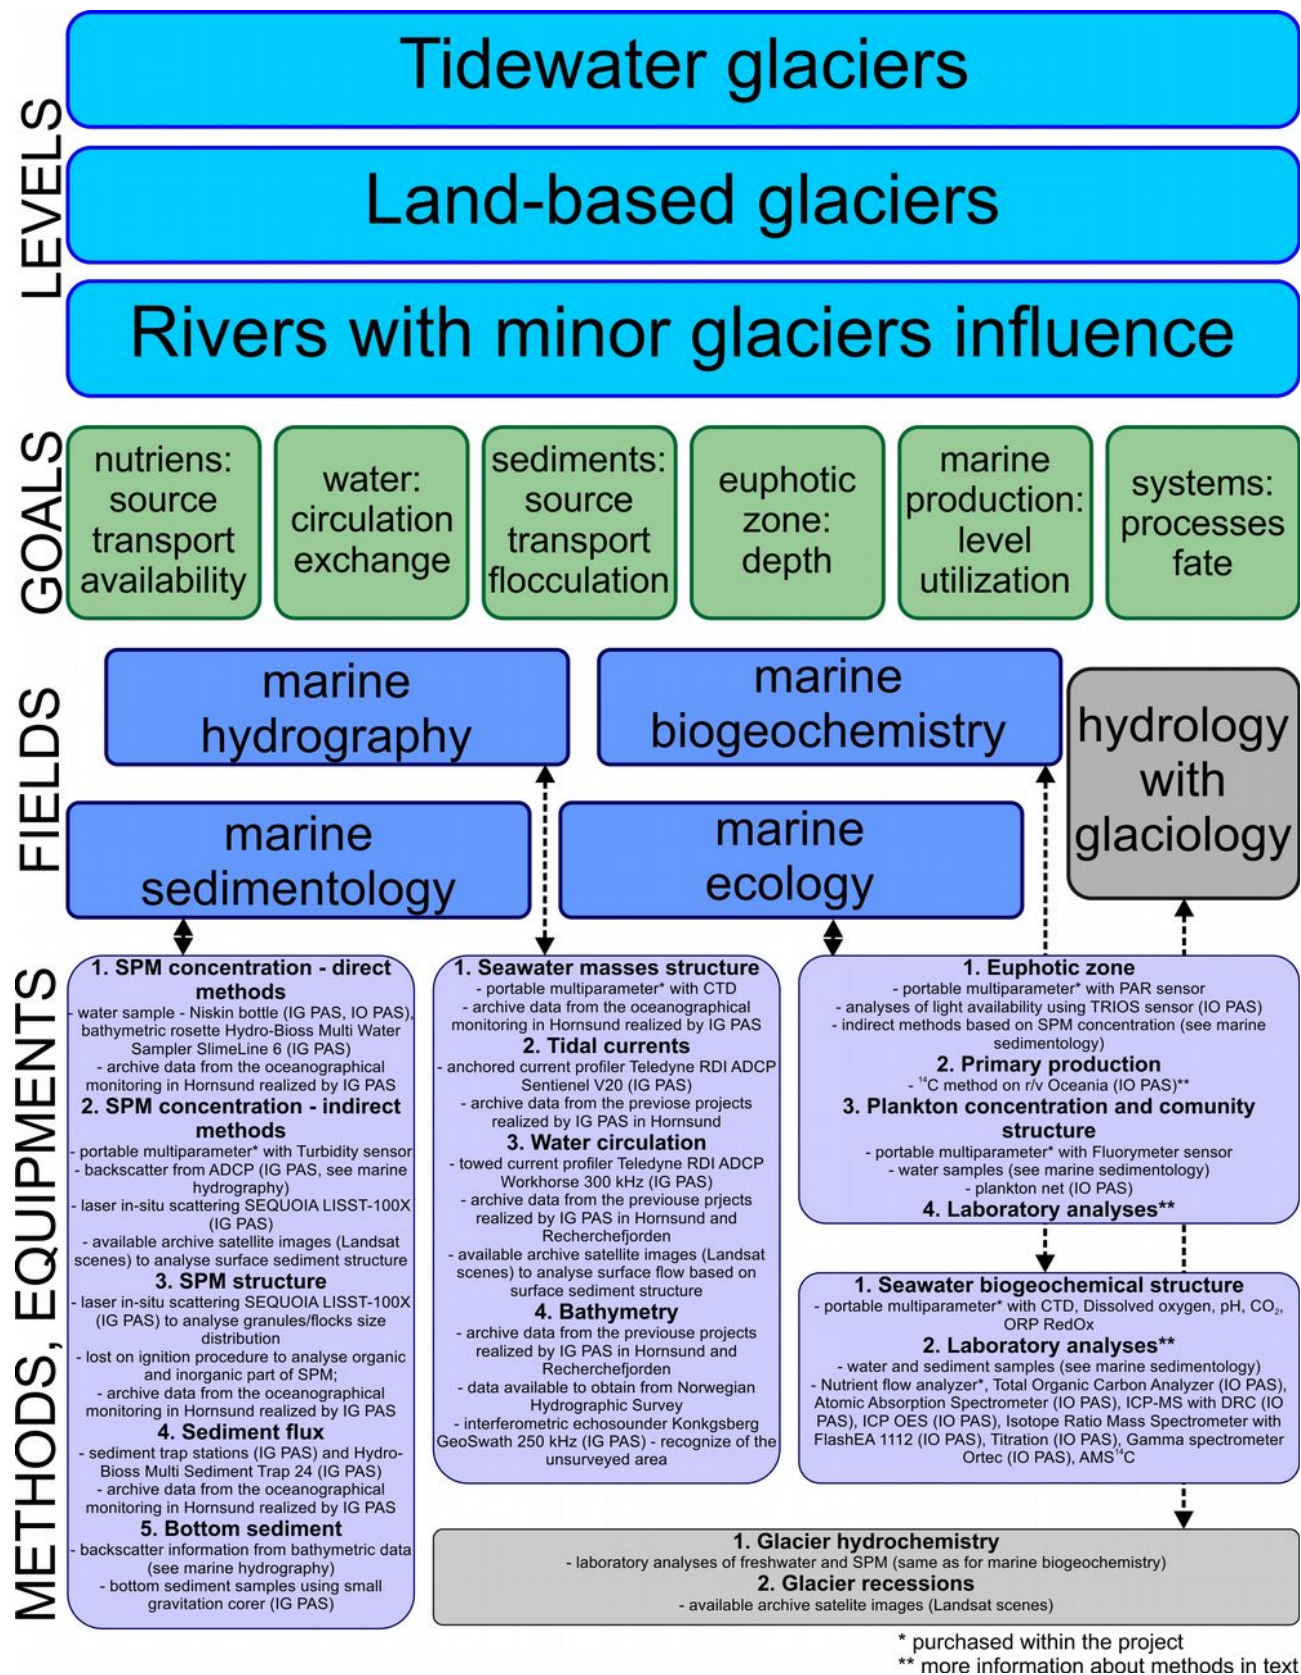 LEVELS
Tidewater glaciers
Land-based glaciers
Rivers with minor glaciers influence
GOALS
nutriens:
source
transport
availability
water:
circulation
exchange
sediments:
source
transport
flocculation
euphotic
zone:
depth
marine
production:
level
utilization
systems:
processes
fate
FIELDS
marine
hydrography
marine
biogeochemistry
marine
sedimentology
marine
ecology
hydrology
with
glaciology
METHODS, EQUIPMENTS
1. SPM concentration - direct
methods
- water sample - Niskin bottle (IG PAS, IO PAS),
bathymetric rosette Hydro-Bioss Multi Water
Sampler SlimeLine 6 (IG PAS)
- archive data from the oceanographical
monitoring in Hornsund realized by IG PAS
2. SPM concentration - indirect
methods
- portable multiparameter* with Turbidity sensor
- backscatter from ADCP (IG PAS, see marine
hydrography)
- laser in-situ scattering SEQUOIA LISST-100X
(IG PAS)
- available archive satellite images (Landsat
scenes) to analyse surface sediment structure
3. SPM structure
- laser in-situ scattering SEQUOIA LISST-100X
(IG PAS) to analyse granules/flocks size
distribution
- lost on ignition procedure to analyse organic
and inorganic part of SPM;
- archive data from the oceanographical
monitoring in Hornsund realized by IG PAS
4. Sediment flux
- sediment trap stations (IG PAS) and Hydro-
Bioss Multi Sediment Trap 24 (IG PAS)
- archive data from the oceanographical
monitoring in Hornsund realized by IG PAS
5. Bottom sediment
- backscatter information from bathymetric data
(see marine hydrography)
- bottom sediment samples using small
gravitation corer (IG PAS)
1. Seawater masses structure
- portable multiparameter* with CTD
- archive data from the oceanographical
monitoring in Hornsund realized by IG PAS
2. Tidal currents
- anchored current profiler Teledyne RDI ADCP
Sentienel V20 (IG PAS)
- archive data from the previose projects
realized by IG PAS in Hornsund
3. Water circulation
- towed current profiler Teledyne RDI ADCP
Workhorse 300 kHz (IG PAS)
- archive data from the previouse prjects
realized by IG PAS in Hornsund and
Recherchefjorden
- available archive satellite images (Landsat
scenes) to analyse surface flow based on
surface sediment structure
4. Bathymetry
- archive data from the previouse projects
realized by IG PAS in Hornsund and
Recherchefjorden
- data available to obtain from Norwegian
Hydrographic Survey
- interferometric echosounder Konkgsberg
GeoSwath 250 kHz (IG PAS) - recognize of the
unsurveyed area
1. Euphotic zone
- portable multiparameter* with PAR sensor
- analyses of light availability using TRIOS sensor (IO PAS)
- indirect methods based on SPM concentration (see marine
sedimentology)
2. Primary production
- ¹⁴C method on r/v Oceania (IO PAS)**
3. Plankton concentration and comunity
structure
- portable multiparameter* with Fluorymeter sensor
- water samples (see marine sedimentology)
- plankton net (IO PAS)
4. Laboratory analyses**
1. Seawater biogeochemical structure
- portable multiparameter* with CTD, Dissolved oxygen, pH, CO₂,
ORP RedOx
2. Laboratory analyses**
- water and sediment samples (see marine sedimentology)
- Nutrient flow analyzer*, Total Organic Carbon Analyzer (IO PAS),
Atomic Absorption Spectrometer (IO PAS), ICP-MS with DRC (IO
PAS), ICP OES (IO PAS), Isotope Ratio Mass Spectrometer with
FlashEA 1112 (IO PAS), Titration (IO PAS), Gamma spectrometer
Ortec (IO PAS), AMS¹⁴C
1. Glacier hydrochemistry
- laboratory analyses of freshwater and SPM (same as for marine biogeochemistry)
2. Glacier recessions
- available archive satelite images (Landsat scenes)
* purchased within the project
** more information about methods in text